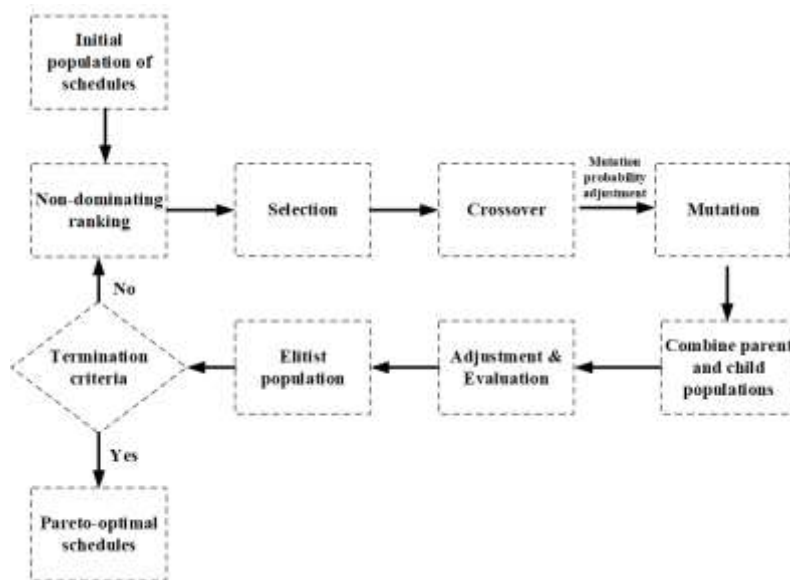 Initial
population of
schedules
Non-dominating
ranking
Selection
Crossover
Mutation
probability
adjustment
Mutation
No
Termination
criteria
Elitist
population
Adjustment &
Evaluation
Combine parent
and child
populations
Yes
Pareto-optimal
schedules